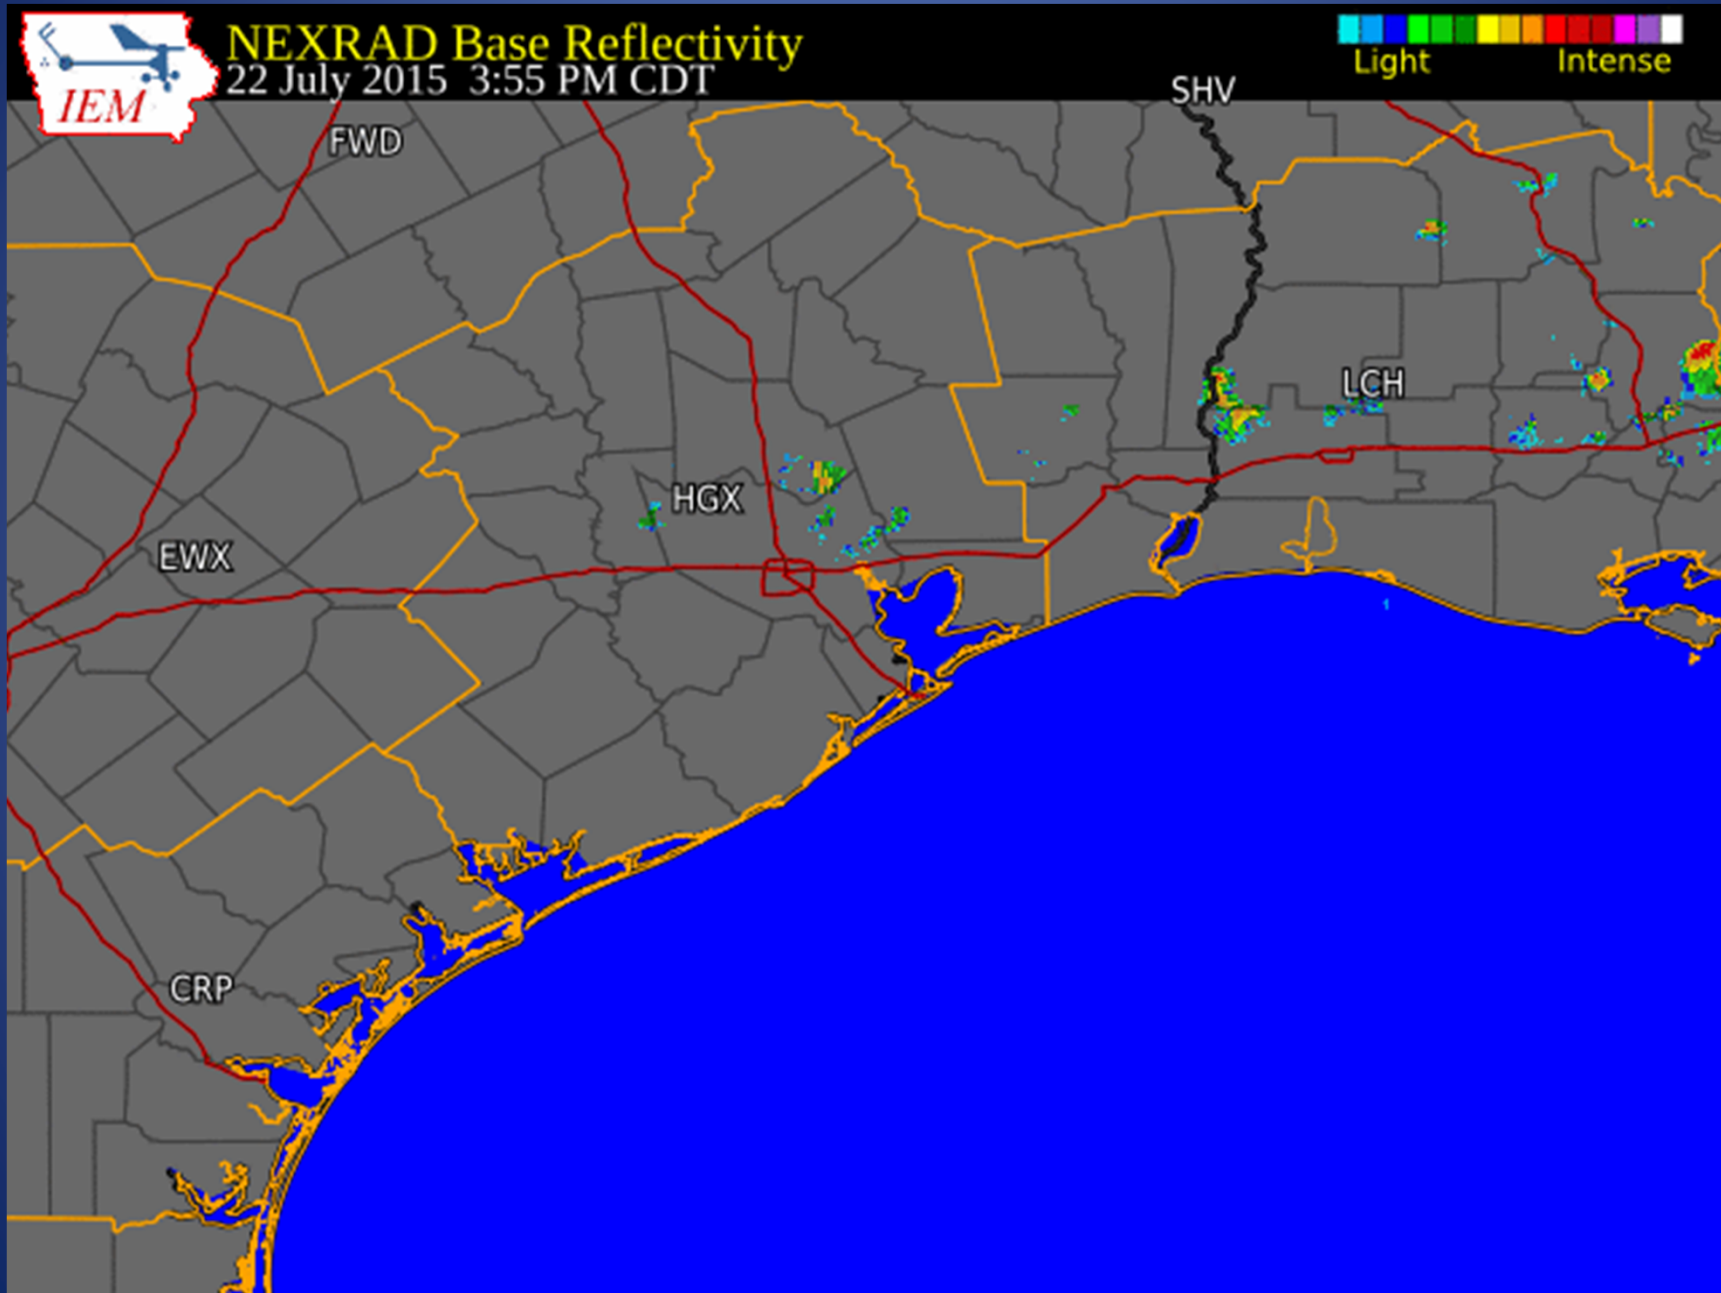 IEM
NEXRAD Base Reflectivity
22 July 2015 3:55 PM CDT
Light Intense
SHV
FWD
LCH
HGX
EWX
CRP